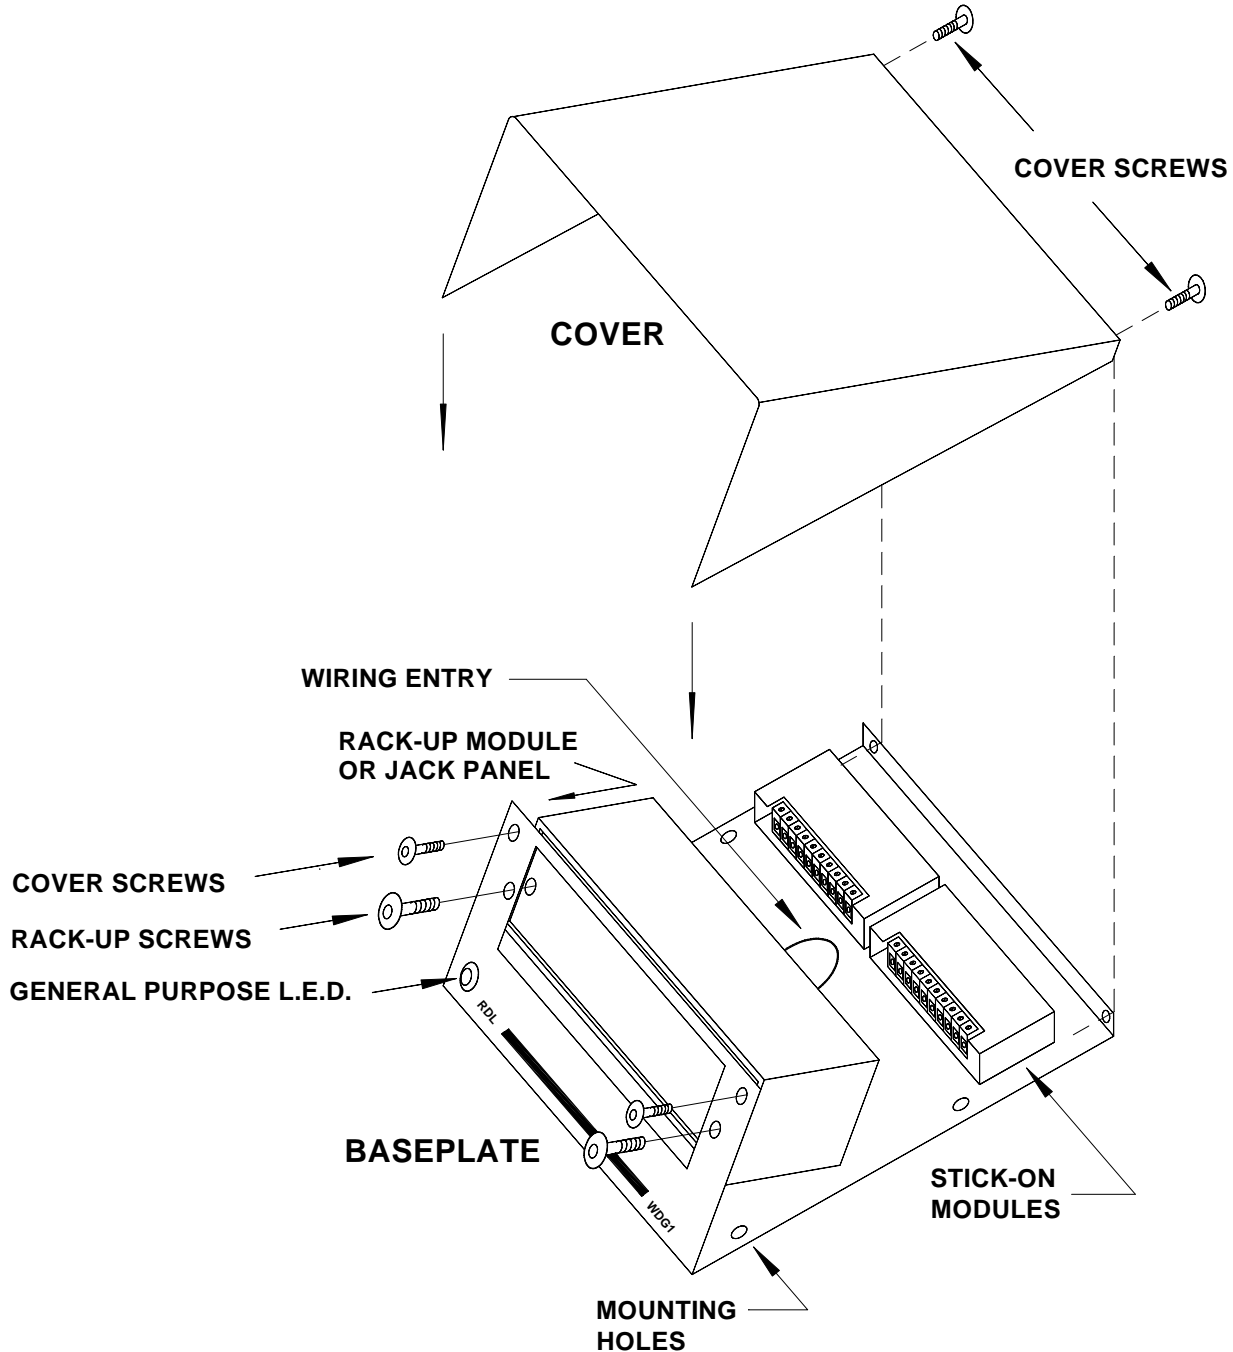 COVER SCREWS
COVER
WIRING ENTRY
RACK-UP MODULE
OR JACK PANEL
COVER SCREWS
RACK-UP SCREWS
GENERAL PURPOSE L.E.D.
RDL
BASEPLATE
WDG1
STICK-ON
MODULES
MOUNTING
HOLES